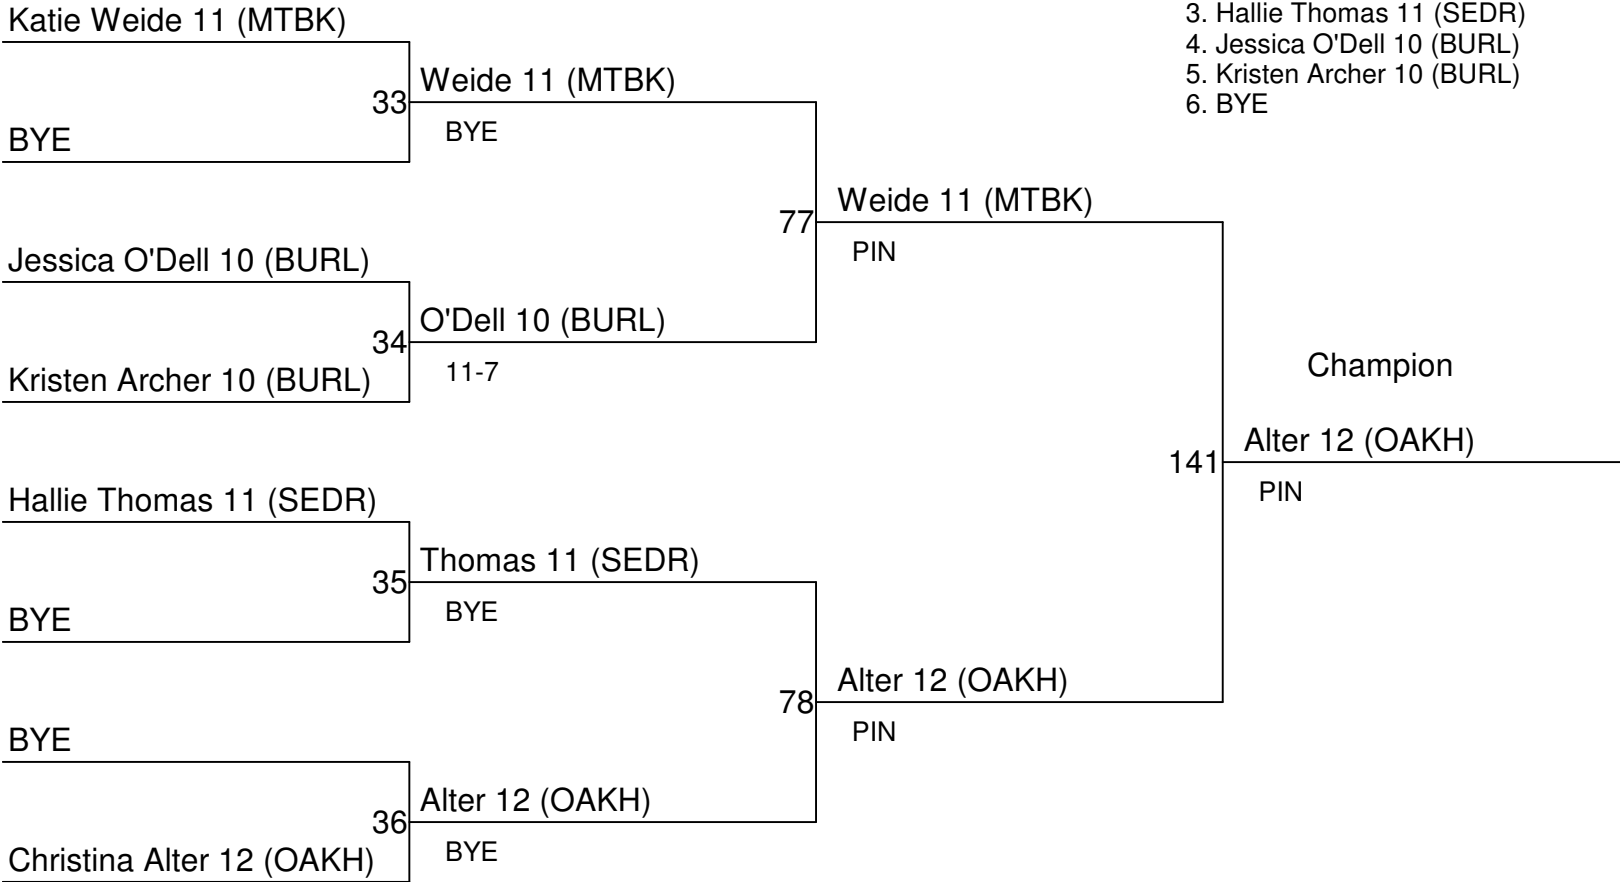 Katie Weide 11 (MTBK)
BYE
Jessica O'Dell 10 (BURL)
Kristen Archer 10 (BURL)
Hallie Thomas 11 (SEDR)
BYE
BYE
Christina Alter 12 (OAKH)
33
Weide 11 (MTBK)
BYE
34
O'Dell 10 (BURL)
11-7
35
Thomas 11 (SEDR)
BYE
36
Alter 12 (OAKH)
BYE
77
Weide 11 (MTBK)
PIN
78
Alter 12 (OAKH)
PIN
141
Champion
Alter 12 (OAKH)
PIN
3. Hallie Thomas 11 (SEDR)
4. Jessica O'Dell 10 (BURL)
5. Kristen Archer 10 (BURL)
6. BYE